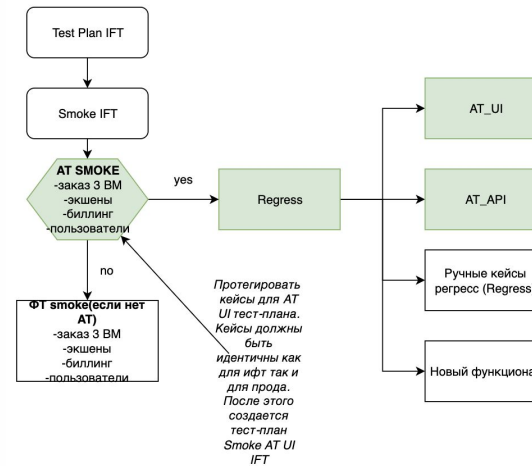 Test Plan IFT
Smoke IFT
AT SMOKE
-заказ 3 ВМ
-экшены
-биллинг
-пользователи
yes
Regress
AT_UI
AT_API
Ручные кейсы
регресс (Regress
Новый функциона
no
ФТ smoke(если нет
АТ)
-заказ 3 ВМ
-экшены
-биллинг
-пользователи
Протегировать
кейсы для AT
UI тест-плана.
Кейсы должны
быть
идентичны как
для ифт так и
для прода.
После этого
создается
тест-план
Smoke AT UI
IFT